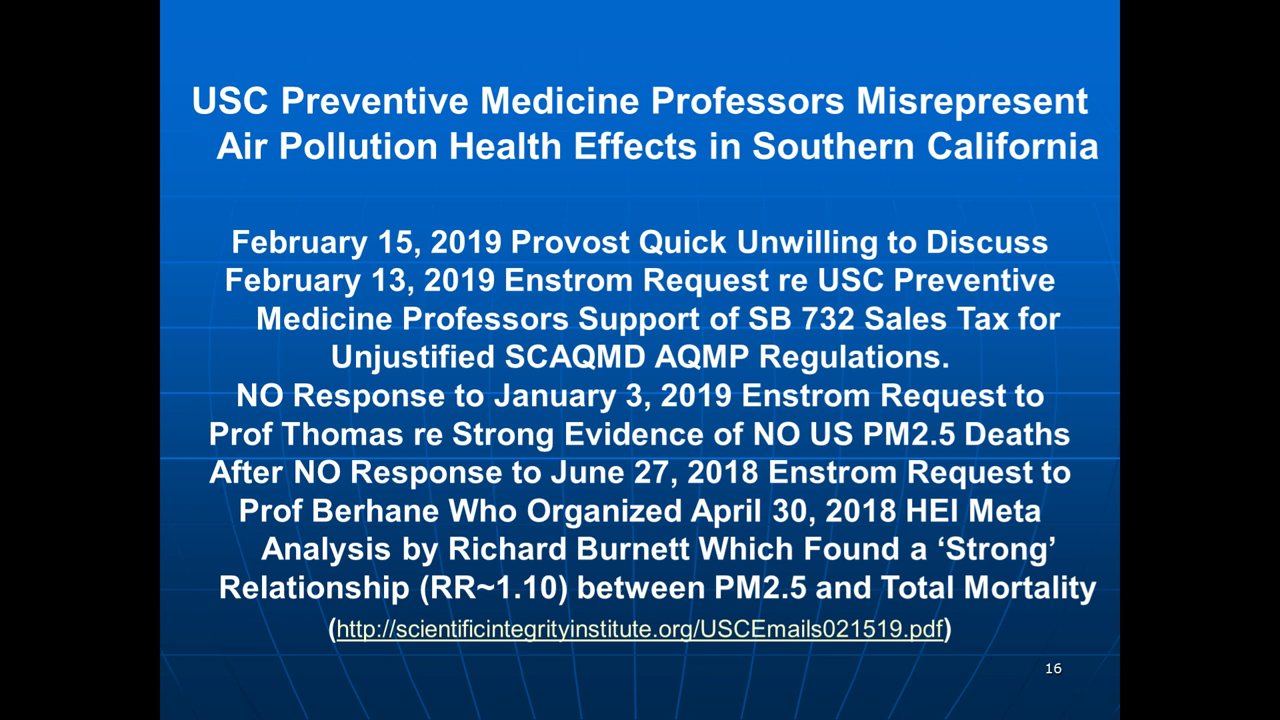 USC Preventive Medicine Professors Misrepresent
Air Pollution Health Effects in Southern California
February 15, 2019 Provost Quick Unwilling to Discuss
February 13, 2019 Enstrom Request re USC Preventive
Medicine Professors Support of SB 732 Sales Tax for
Unjustified SCAQMD AQMP Regulations.
NO Response to January 3, 2019 Enstrom Request to
Prof Thomas re Strong Evidence of NO US PM2.5 Deaths
After NO Response to June 27, 2018 Enstrom Request to
Prof Berhane Who Organized April 30, 2018 HEI Meta
Analysis by Richard Burnett Which Found a ‘Strong’
Relationship (RR~1.10) between PM2.5 and Total Mortality
(http://scientificintegrityinstitute.org/USCEmails021519.pdf)
16